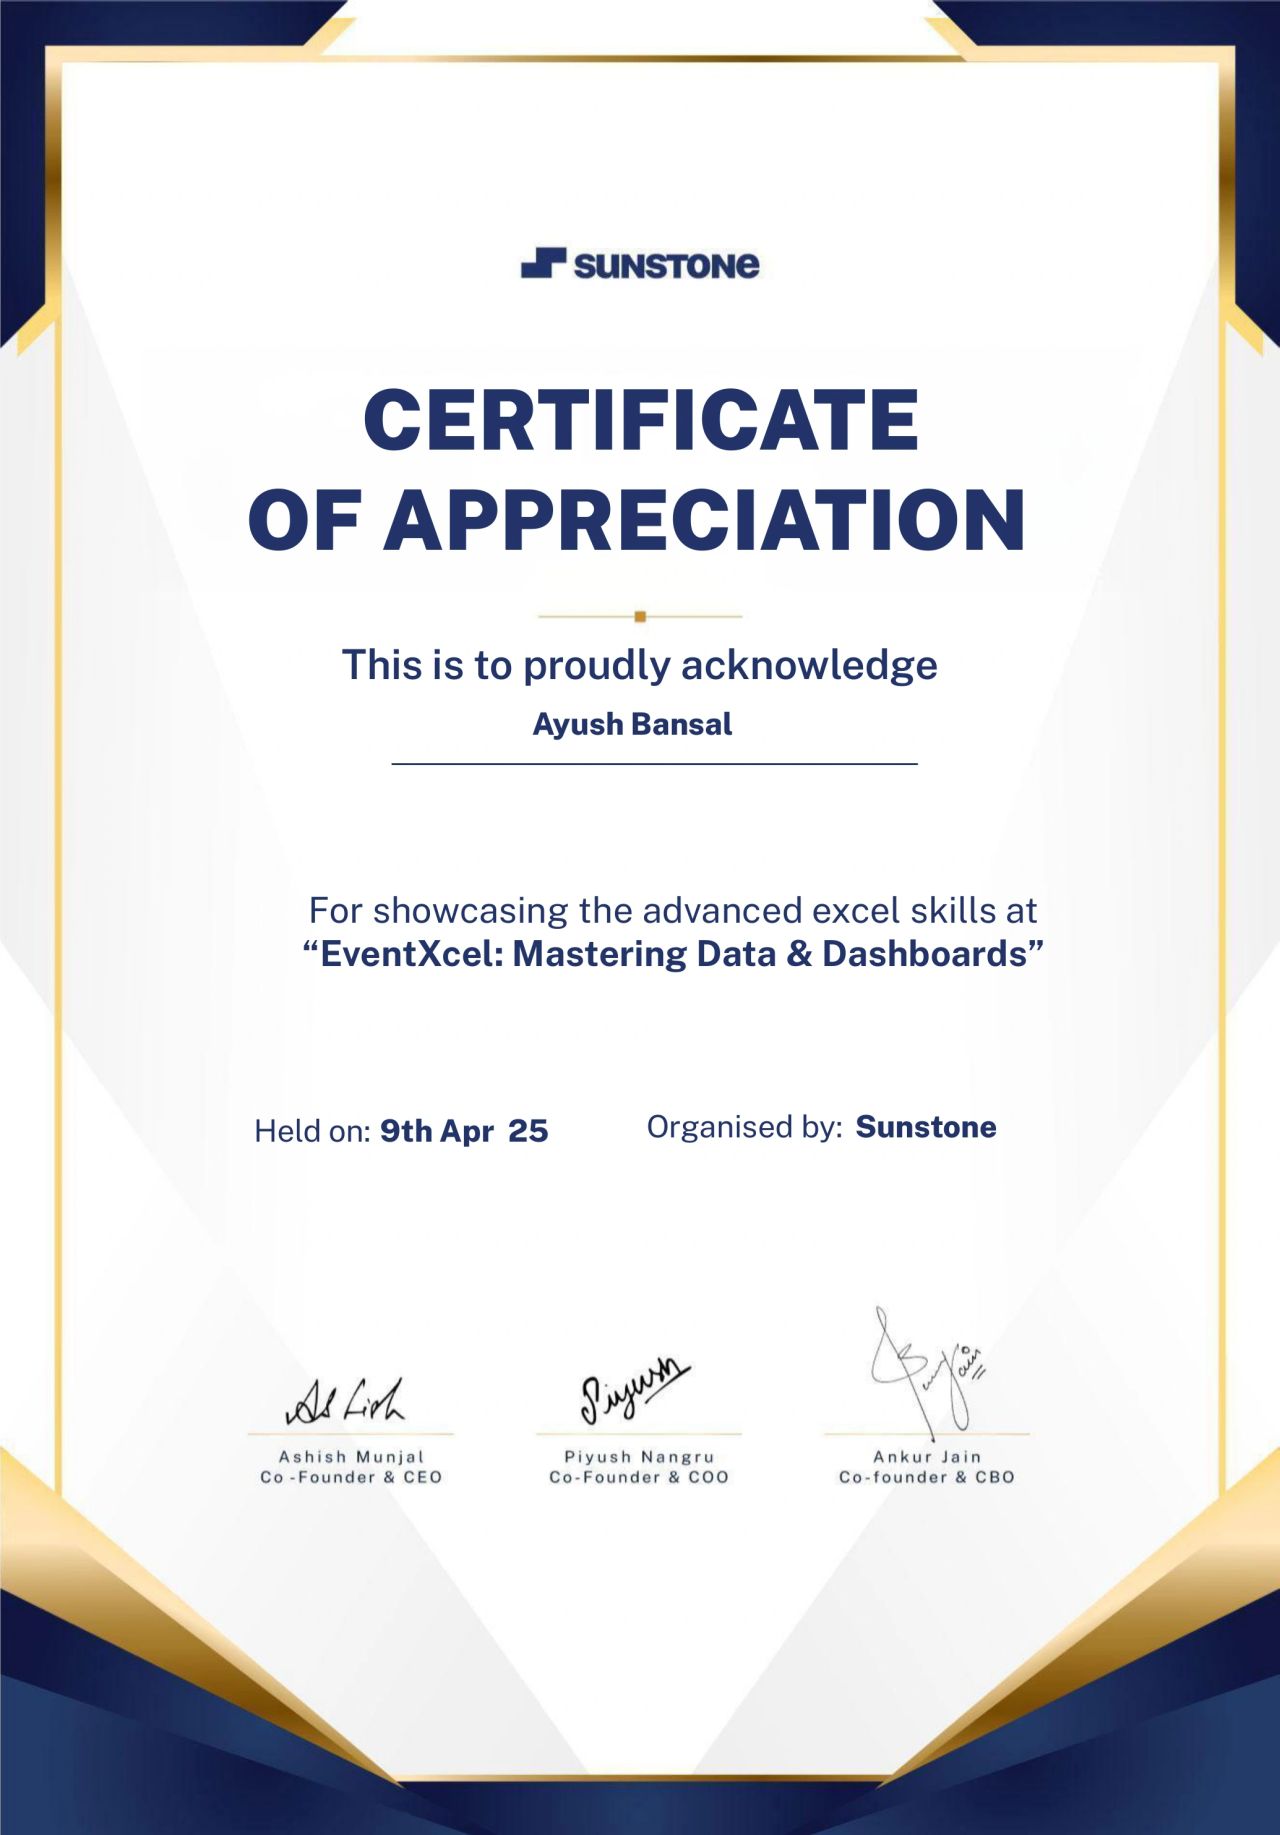 SUNSTONE
CERTIFICATE
OF APPRECIATION
This is to proudly acknowledge
Ayush Bansal
For showcasing the advanced excel skills at
“EventXcel: Mastering Data & Dashboards”
Held on: 9th Apr 25
Organised by: Sunstone
Piyush
Ashish Munjal
Co -Founder & CEO
Piyush Nangru
Co-Founder & COO
Ankur Jain
Co-founder & CBO